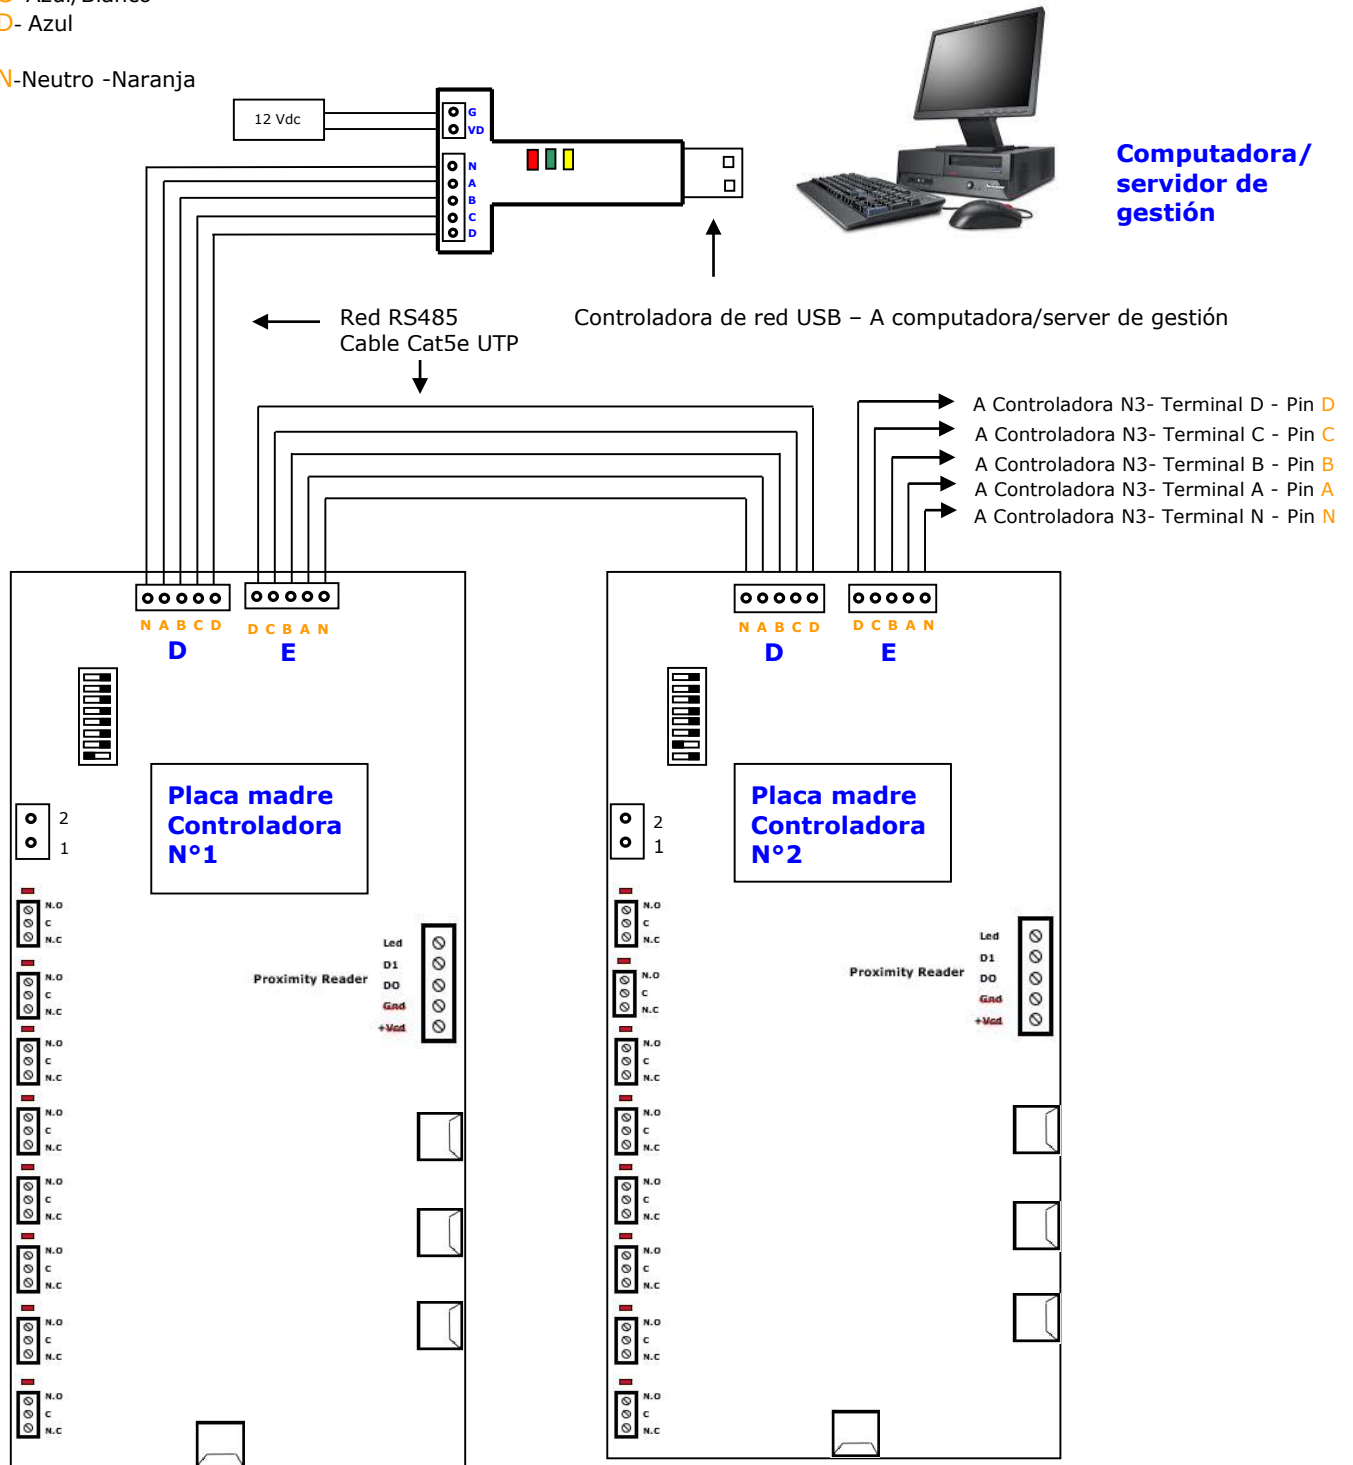 Azul/Blanco
D- Azul
N-Neutro -Naranja
12 Vdc
G
VD
N
A
B
C
D
Computadora/
servidor de
gestión
Red RS485
Cable Cat5e UTP
Controladora de red USB – A computadora/server de gestión
A Controladora N3- Terminal D - Pin D
A Controladora N3- Terminal C - Pin C
A Controladora N3- Terminal B - Pin B
A Controladora N3- Terminal A - Pin A
A Controladora N3- Terminal N - Pin N
N A B C D
D C B A N
D
E
N A B C D
D C B A N
D
E
Placa madre
Controladora
N°1
2
1
N.O
C
N.C
N.O
C
N.C
N.O
C
N.C
N.O
C
N.C
N.O
C
N.C
N.O
C
N.C
N.O
C
N.C
N.O
C
N.C
Proximity Reader
Led
D1
D0
Gnd
+Vcd
Placa madre
Controladora
N°2
2
1
N.O
C
N.C
N.O
C
N.C
N.O
C
N.C
N.O
C
N.C
N.O
C
N.C
N.O
C
N.C
N.O
C
N.C
N.O
C
N.C
Proximity Reader
Led
D1
D0
Gnd
+Vcd